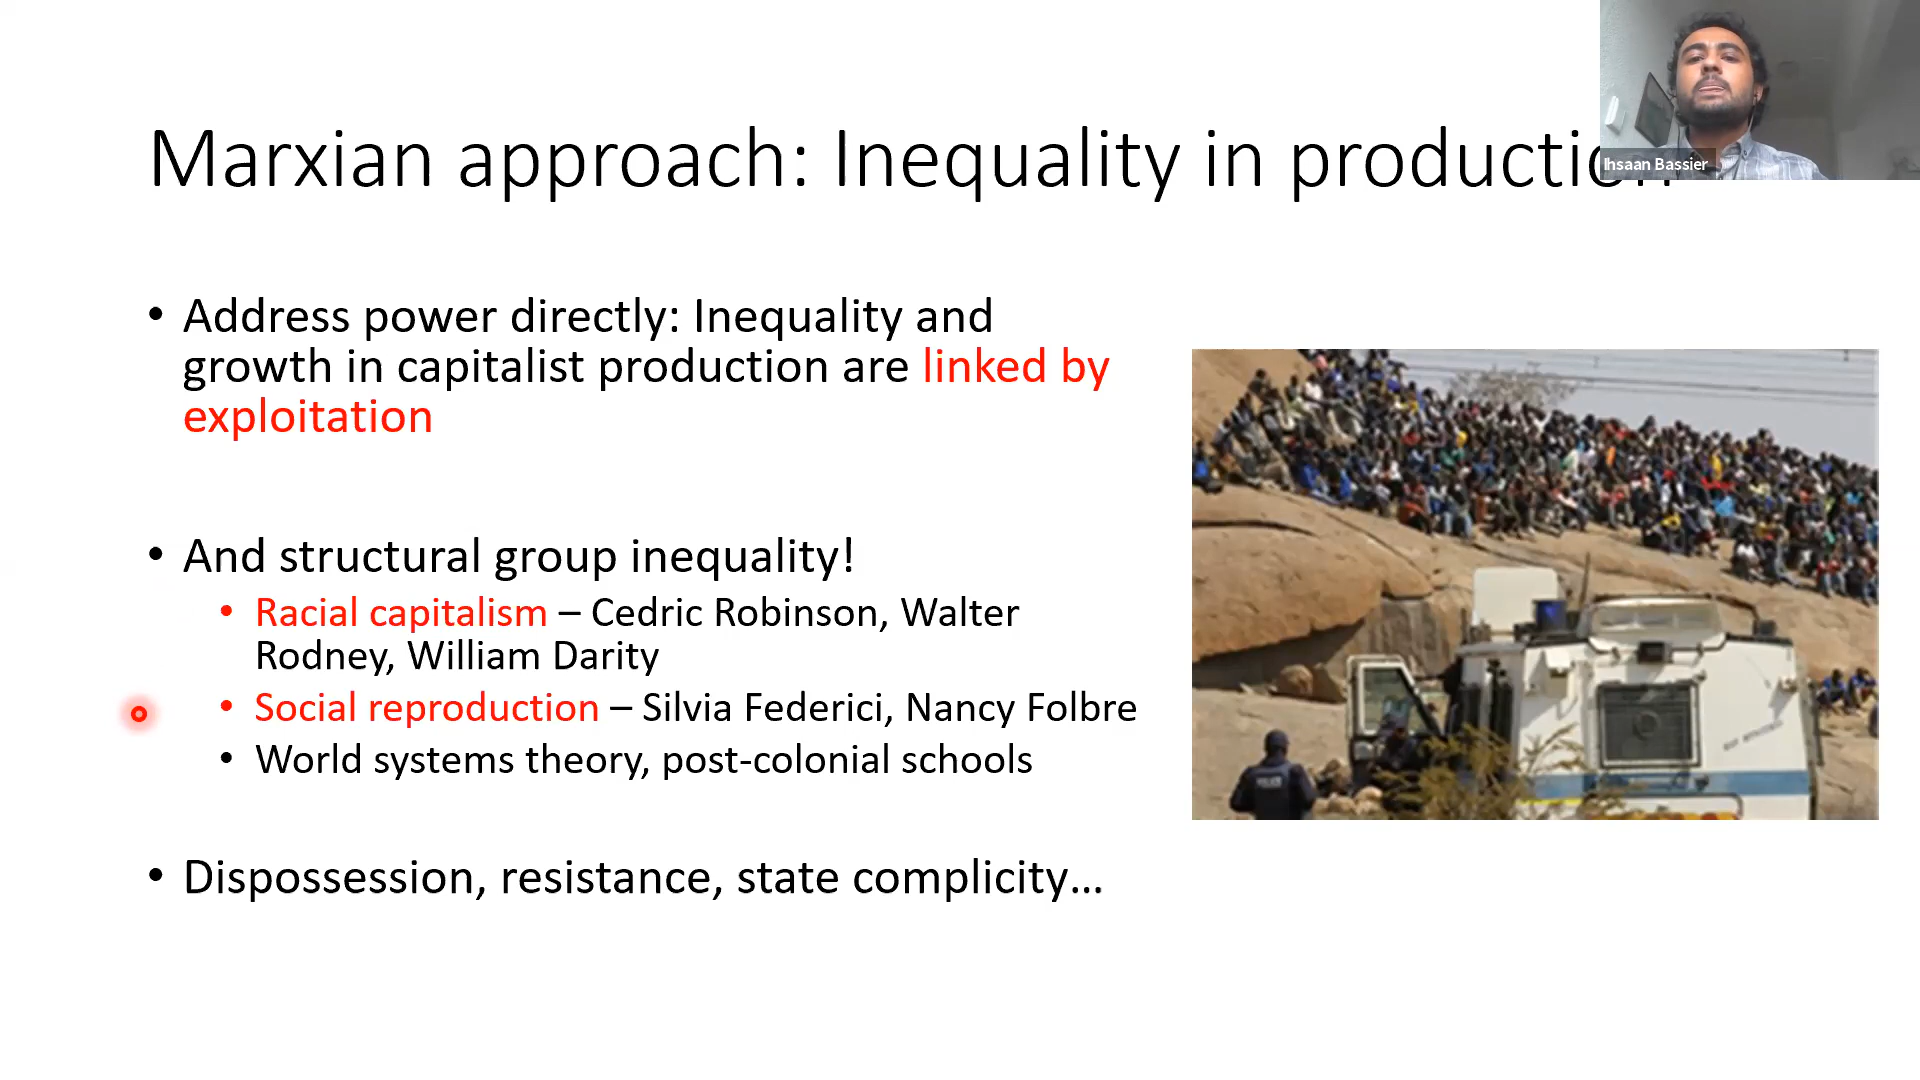 Marxian approach: Inequality in production
Ihsaan Bassier
• Address power directly: Inequality and
growth in capitalist production are linked by
exploitation
• And structural group inequality!
• Racial capitalism – Cedric Robinson, Walter
Rodney, William Darity
• Social reproduction – Silvia Federici, Nancy Folbre
• World systems theory, post-colonial schools
• Dispossession, resistance, state complicity...
POLICE